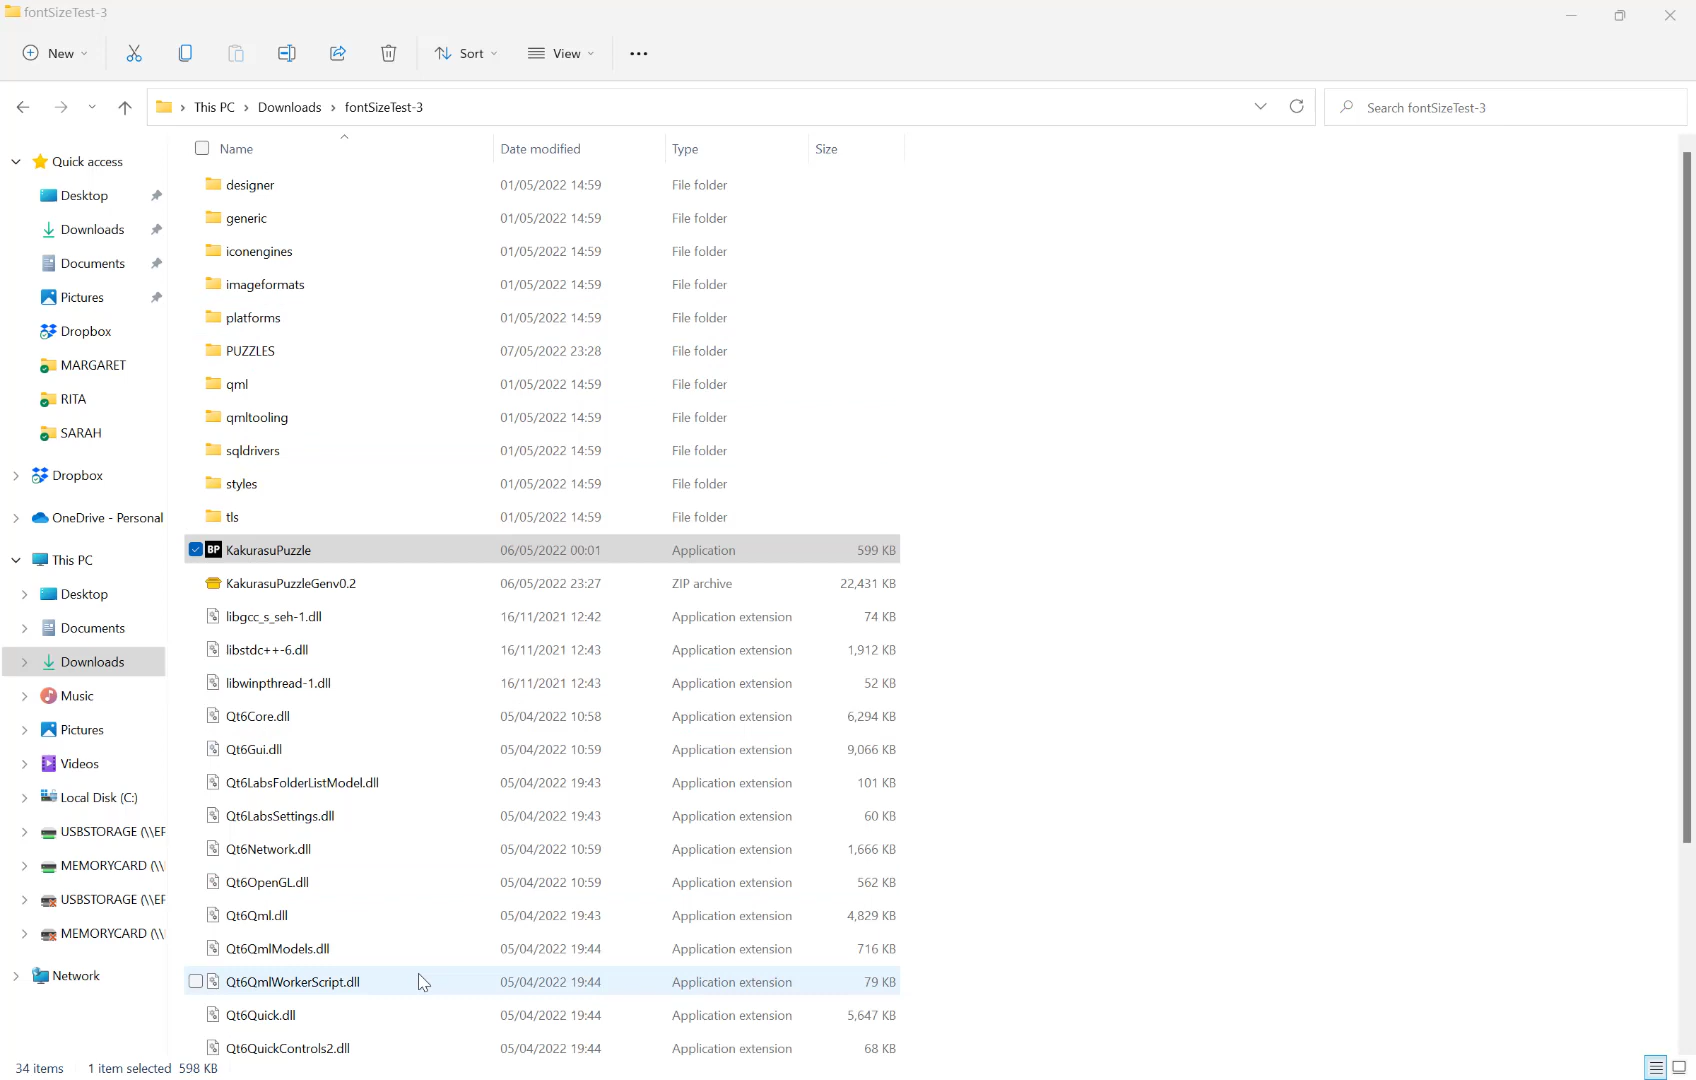 fontSizeTest-3
New Sort View
This PC > Downloads > fontSizeTest-3 Search fontSizeTest-3
Name Date modified Type Size
Quick access
Desktop
Downloads
Documents
Pictures
Dropbox
MARGARET
RITA
SARAH
Dropbox
OneDrive - Personal
This PC
Desktop
Documents
Downloads
Music
Pictures
Videos
Local Disk (C:)
USBSTORAGE (\\EF
MEMORYCARD (\\
USBSTORAGE (\\EF
MEMORYCARD (\\
Network
designer 01/05/2022 14:59 File folder
generic 01/05/2022 14:59 File folder
iconengines 01/05/2022 14:59 File folder
imageformats 01/05/2022 14:59 File folder
platforms 01/05/2022 14:59 File folder
PUZZLES 07/05/2022 23:28 File folder
qml 01/05/2022 14:59 File folder
qmltooling 01/05/2022 14:59 File folder
sqldrivers 01/05/2022 14:59 File folder
styles 01/05/2022 14:59 File folder
tls 01/05/2022 14:59 File folder
BP KakurasuPuzzle 06/05/2022 00:01 Application 599 KB
KakurasuPuzzleGenv0.2 06/05/2022 23:27 ZIP archive 22,431 KB
libgcc_s_seh-1.dll 16/11/2021 12:42 Application extension 74 KB
libstdc++-6.dll 16/11/2021 12:43 Application extension 1,912 KB
libwinpthread-1.dll 16/11/2021 12:43 Application extension 52 KB
Qt6Core.dll 05/04/2022 10:58 Application extension 6,294 KB
Qt6Gui.dll 05/04/2022 10:59 Application extension 9,066 KB
Qt6LabsFolderListModel.dll 05/04/2022 19:43 Application extension 101 KB
Qt6LabsSettings.dll 05/04/2022 19:43 Application extension 60 KB
Qt6Network.dll 05/04/2022 10:59 Application extension 1,666 KB
Qt6OpenGL.dll 05/04/2022 10:59 Application extension 562 KB
Qt6Qml.dll 05/04/2022 19:43 Application extension 4,829 KB
Qt6QmlModels.dll 05/04/2022 19:44 Application extension 716 KB
Qt6QmlWorkerScript.dll 05/04/2022 19:44 Application extension 79 KB
Qt6Quick.dll 05/04/2022 19:44 Application extension 5,647 KB
Qt6QuickControls2.dll 05/04/2022 19:44 Application extension 68 KB
34 items 1 item selected 598 KB